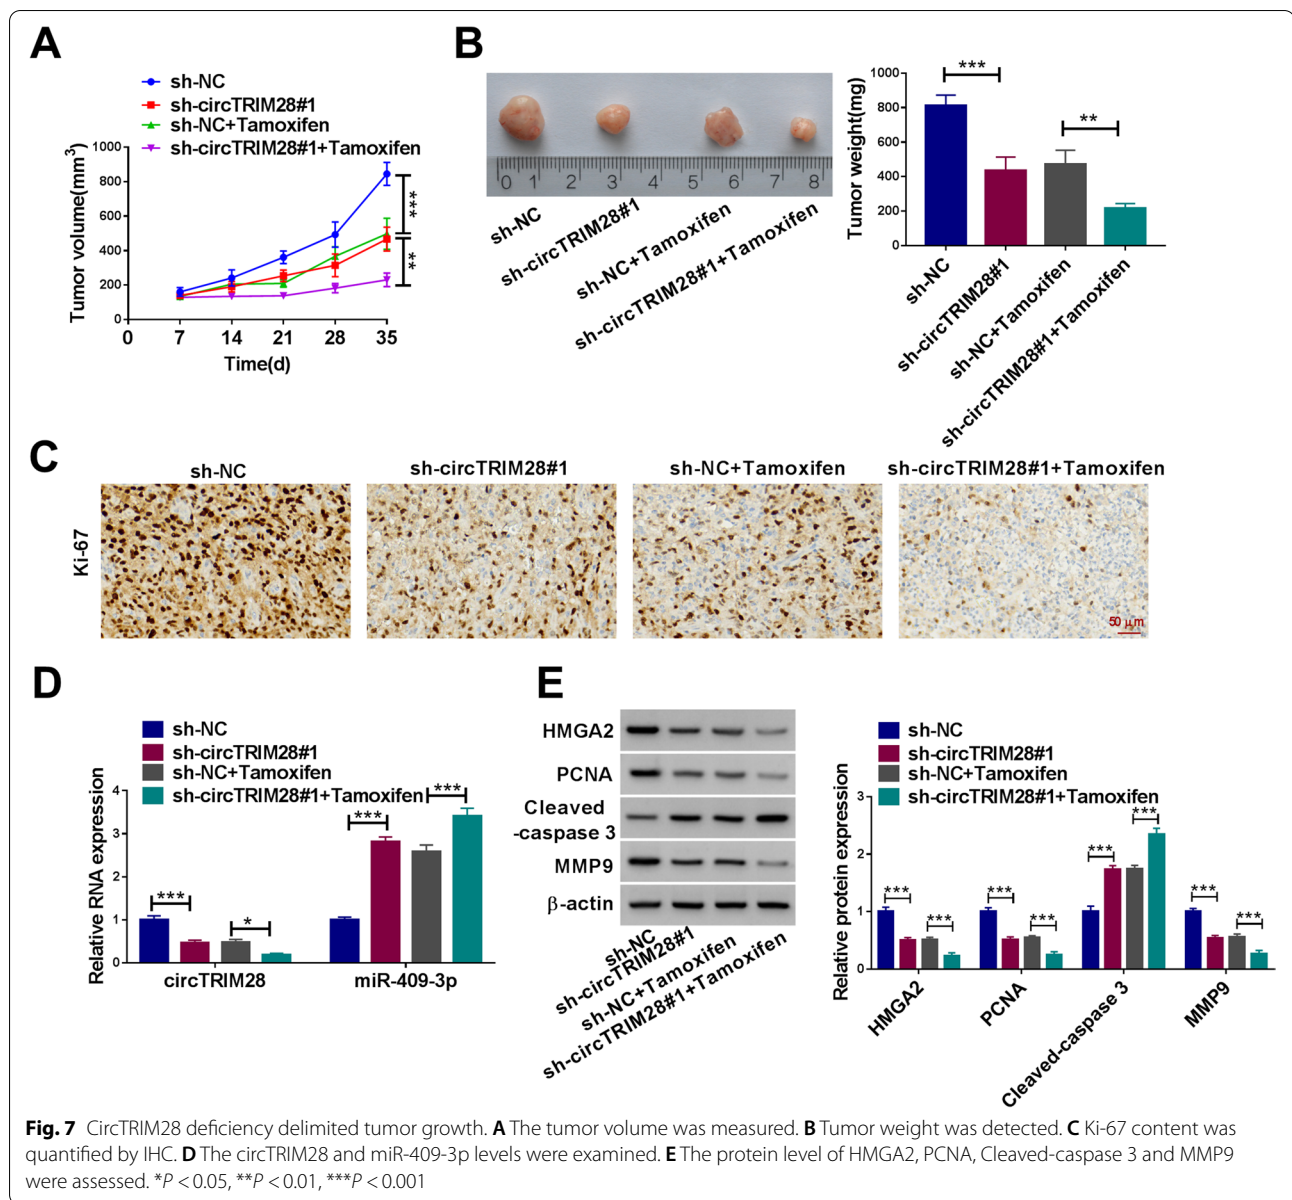 A
sh-NC
sh-circTRIM28#1
sh-NC+Tamoxifen
sh-circTRIM28#1+Tamoxifen
Tumor volume(mm³)
1000
800
600
400
200
0
0
7
14
21
28
35
Time(d)
***
**
B
0 1 2 3 4 5 6 7 8
sh-NC
sh-circTRIM28#1
sh-NC+Tamoxifen
sh-circTRIM28#1+Tamoxifen
Tumor weight(mg)
1000
800
600
400
200
0
***
**
sh-NC
sh-circTRIM28#1
sh-NC+Tamoxifen
sh-circTRIM28#1+Tamoxifen
C
sh-NC
sh-circTRIM28#1
sh-NC+Tamoxifen
sh-circTRIM28#1+Tamoxifen
Ki-67
50 μm
D
sh-NC
sh-circTRIM28#1
sh-NC+Tamoxifen
sh-circTRIM28#1+Tamoxifen
Relative RNA expression
4
3
2
1
0
***
*
***
***
circTRIM28
miR-409-3p
E
HMGA2
PCNA
Cleaved
-caspase 3
MMP9
β-actin
sh-NC
sh-circTRIM28#1
sh-NC+Tamoxifen
sh-circTRIM28#1+Tamoxifen
sh-NC
sh-circTRIM28#1
sh-NC+Tamoxifen
sh-circTRIM28#1+Tamoxifen
Relative protein expression
3
2
1
0
***
***
***
***
***
***
***
***
HMGA2
PCNA
Cleaved-caspase 3
MMP9
Fig. 7 CircTRIM28 deficiency delimited tumor growth. A The tumor volume was measured. B Tumor weight was detected. C Ki-67 content was
quantified by IHC. D The circTRIM28 and miR-409-3p levels were examined. E The protein level of HMGA2, PCNA, Cleaved-caspase 3 and MMP9
were assessed. *P < 0.05, **P < 0.01, ***P < 0.001